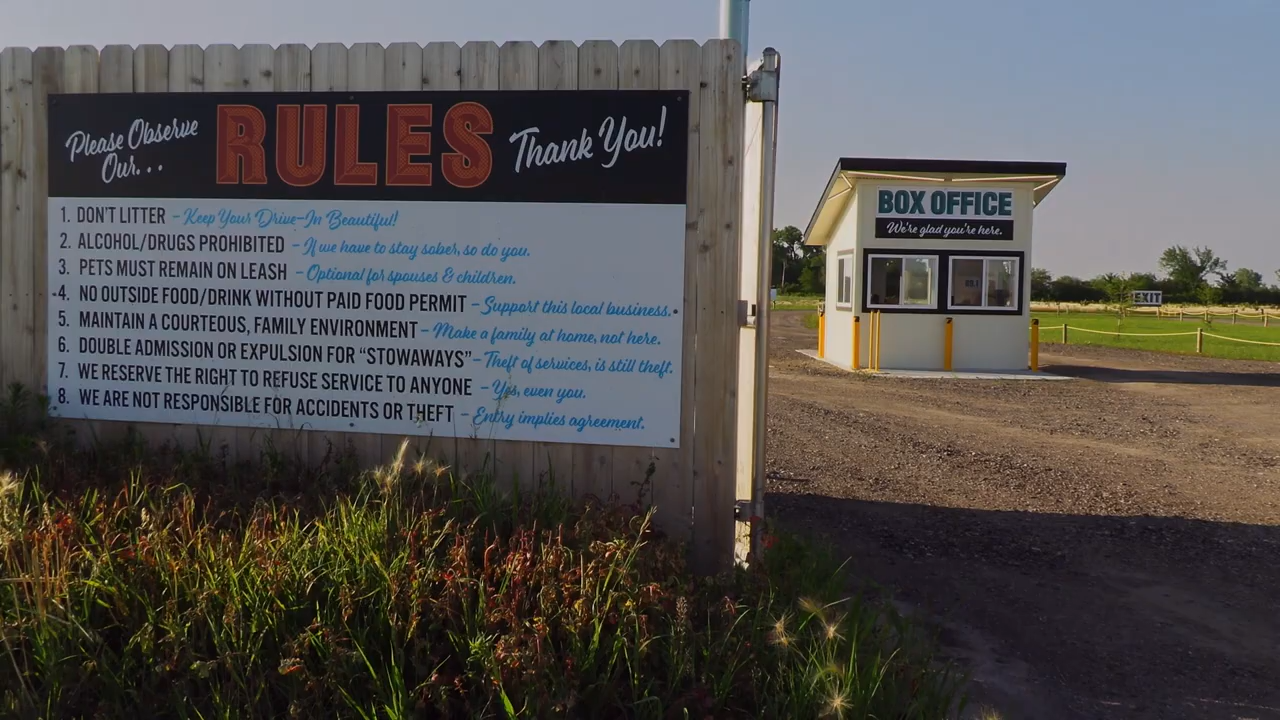 Please Observe
Our...
RULES
Thank You!
1. DON'T LITTER – Keep Your Drive-In Beautiful!
2. ALCOHOL/DRUGS PROHIBITED – If we have to stay sober, so do you.
3. PETS MUST REMAIN ON LEASH – Optional for spouses & children.
4. NO OUTSIDE FOOD/DRINK WITHOUT PAID FOOD PERMIT – Support this local business.
5. MAINTAIN A COURTEOUS, FAMILY ENVIRONMENT – Make a family at home, not here.
6. DOUBLE ADMISSION OR EXPULSION FOR “STOWAWAYS” – Theft of services, is still theft.
7. WE RESERVE THE RIGHT TO REFUSE SERVICE TO ANYONE – Yes, even you.
8. WE ARE NOT RESPONSIBLE FOR ACCIDENTS OR THEFT – Entry implies agreement.
BOX OFFICE
We're glad you're here.
EXIT